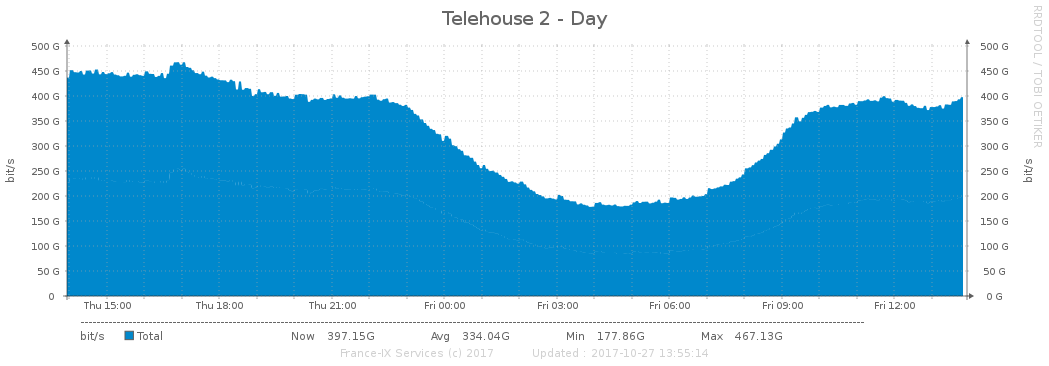 Telehouse 2 - Day
RRDTOOL / TOBI OETIKER
500 G 500 G
450 G 450 G
400 G 400 G
350 G 350 G
300 G 300 G
250 G 250 G
200 G 200 G
150 G 150 G
100 G 100 G
50 G 50 G
0 0 G
bit/s bit/s
Thu 15:00 Thu 18:00 Thu 21:00 Fri 00:00 Fri 03:00 Fri 06:00 Fri 09:00 Fri 12:00
bit/s Total Now 397.15G Avg 334.04G Min 177.86G Max 467.13G
France-IX Services (c) 2017 Updated : 2017-10-27 13:55:14